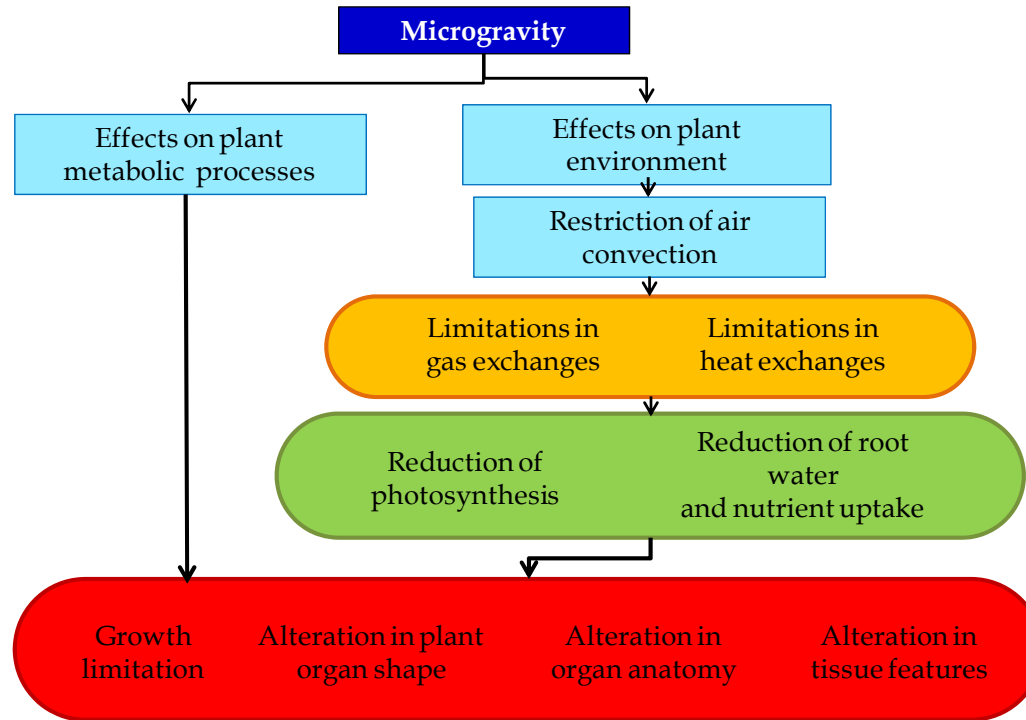 Microgravity
Effects on plant
metabolic processes
Effects on plant
environment
Restriction of air
convection
Limitations in
gas exchanges
Limitations in
heat exchanges
Reduction of
photosynthesis
Reduction of root
water
and nutrient uptake
Growth
limitation
Alteration in plant
organ shape
Alteration in
organ anatomy
Alteration in
tissue features